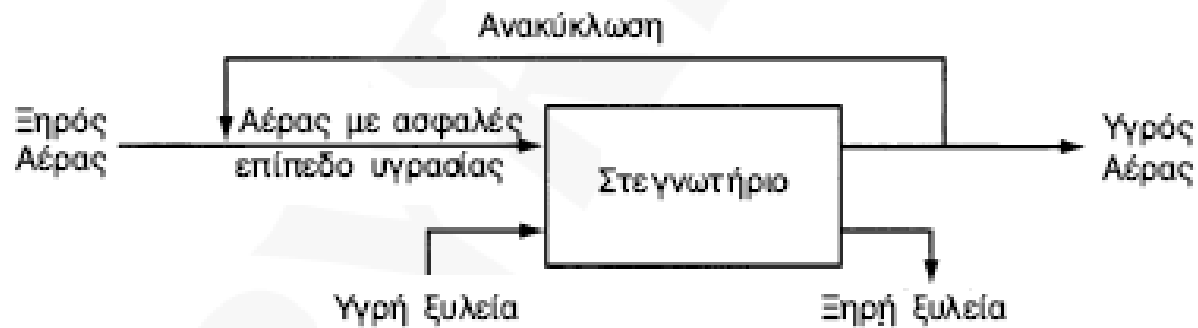 Ανακύκλωση
Ξηρός
Αέρας
Αέρας με ασφαλές
επίπεδο υγρασίας
Στεγνωτήριο
Υγρός
Αέρας
Υγρή ξυλεία
Ξηρή ξυλεία